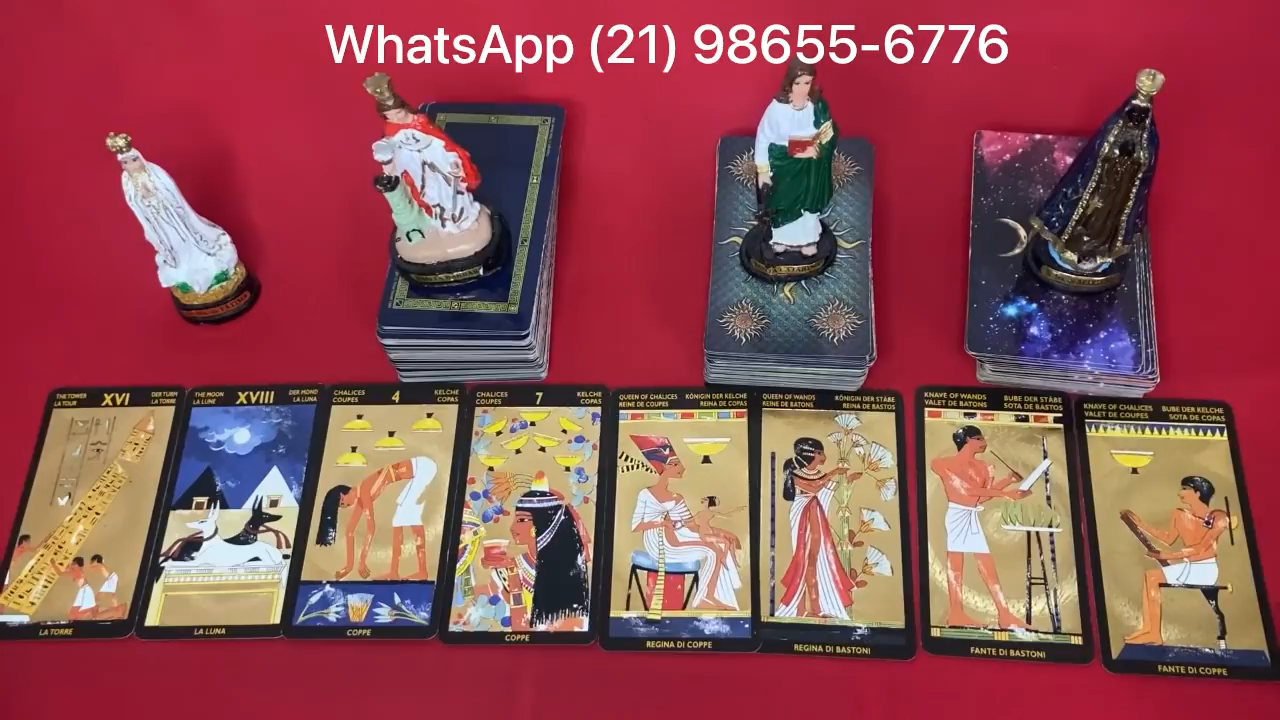 WhatsApp (21) 98655-6776
THE TOWER
LA TOUR
XVI
DER TURM
LA TORRE
LA TORRE
THE MOON
LA LUNE
XVIII
DER MOND
LA LUNA
LA LUNA
CHALICES
COUPES
4
KELCHE
COPAS
COPPE
CHALICES
COUPES
7
KELCHE
COPAS
COPPE
QUEEN OF CHALICES
REINE DE COUPES
KÖNIGIN DER KELCHE
REINA DE COPAS
REGINA DI COPPE
QUEEN OF WANDS
REINE DE BATONS
KÖNIGIN DER STÄBE
REINA DE BASTOS
REGINA DI BASTONI
KNAVE OF WANDS
VALET DE BATONS
BUBE DER STÄBE
SOTA DE BASTOS
FANTE DI BASTONI
KNAVE OF CHALICES
VALET DE COUPES
BUBE DER KELCHE
SOTA DE COPAS
FANTE DI COPPE